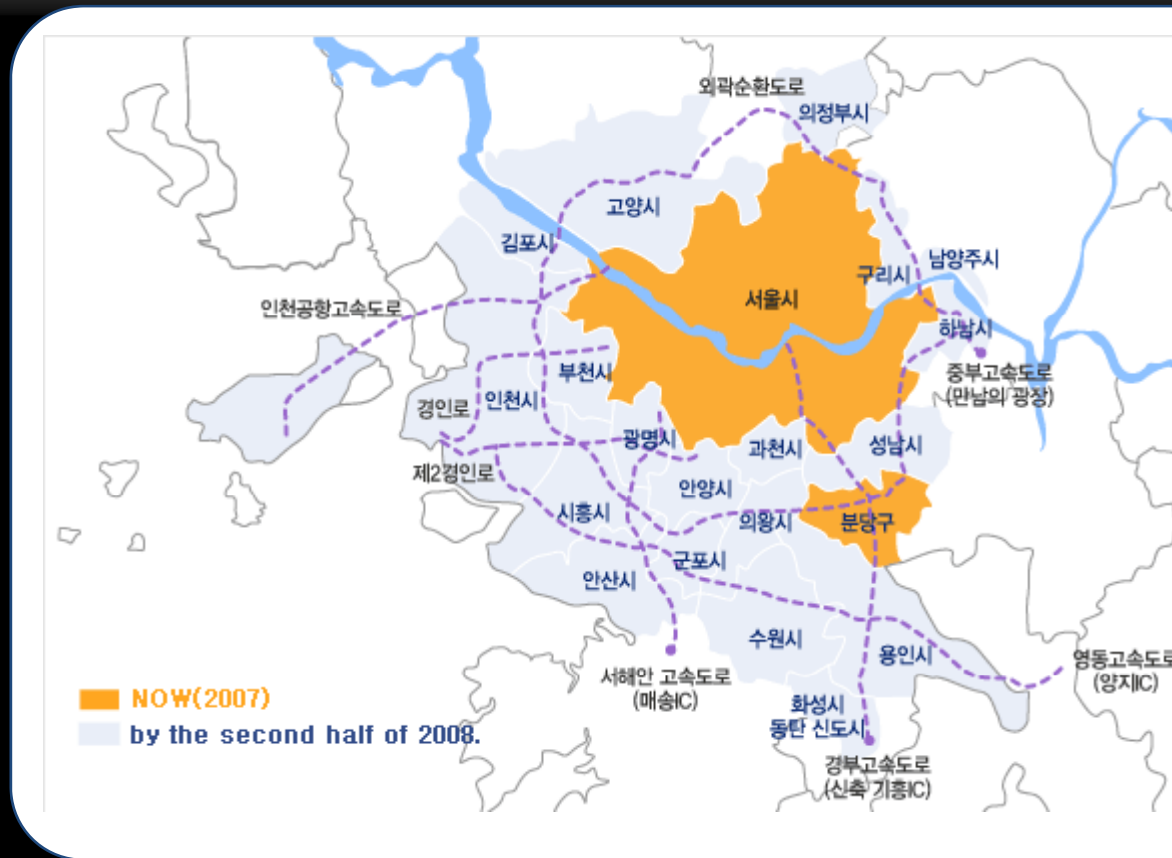 외곽순환도로
의정부시
고양시
김포시
남양주시
구리시
서울시
인천공항고속도로
하남시
부천시
중부고속도로
(만남의 광장)
인천시
경인로
광명시
과천시
성남시
제2경인로
안양시
시흥시
의왕시
분당구
군포시
안산시
수원시
용인시
영동고속도로
(양지IC)
서해안 고속도로
(매송IC)
NOW(2007)
by the second half of 2008.
화성시
동탄 신도시
경부고속도로
(신축 기흥IC)